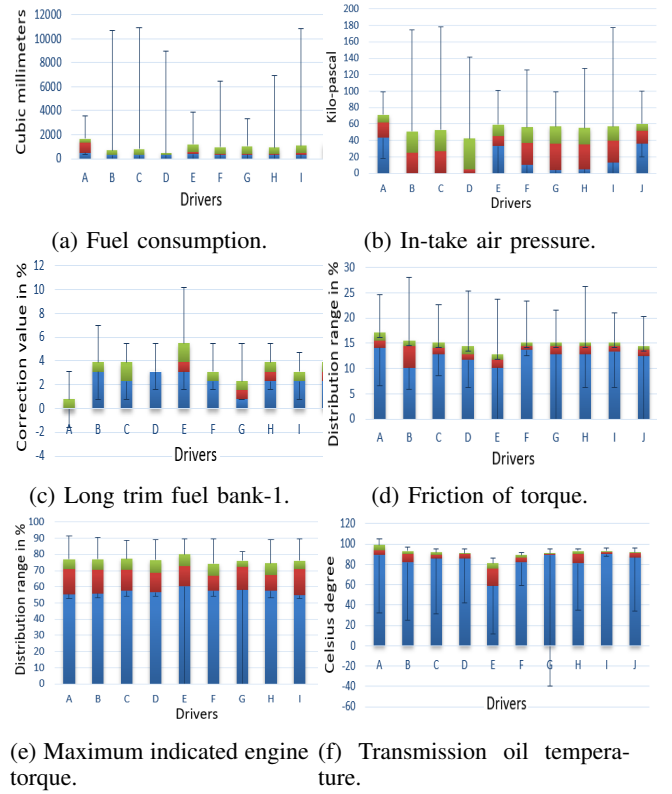 12000
10000
8000
6000
4000
2000
0
Cubic millimeters
A B C D E F G H I
Drivers
(a) Fuel consumption.
200
180
160
140
120
100
80
60
40
20
0
Kilo-pascal
A B C D E F G H I J
Drivers
(b) In-take air pressure.
12
10
8
6
4
2
0
-2
-4
Correction value in %
A B C D E F G H I
Drivers
(c) Long trim fuel bank-1.
30
25
20
15
10
5
0
Distribution range in %
A B C D E F G H I J
Drivers
(d) Friction of torque.
100
90
80
70
60
50
40
30
20
10
0
Distribution range in %
A B C D E F G H I
Drivers
(e) Maximum indicated engine
torque.
120
100
80
60
40
20
0
-20
-40
-60
Celsius degree
A B C D E F G H I J
Drivers
(f) Transmission oil tempera-
ture.